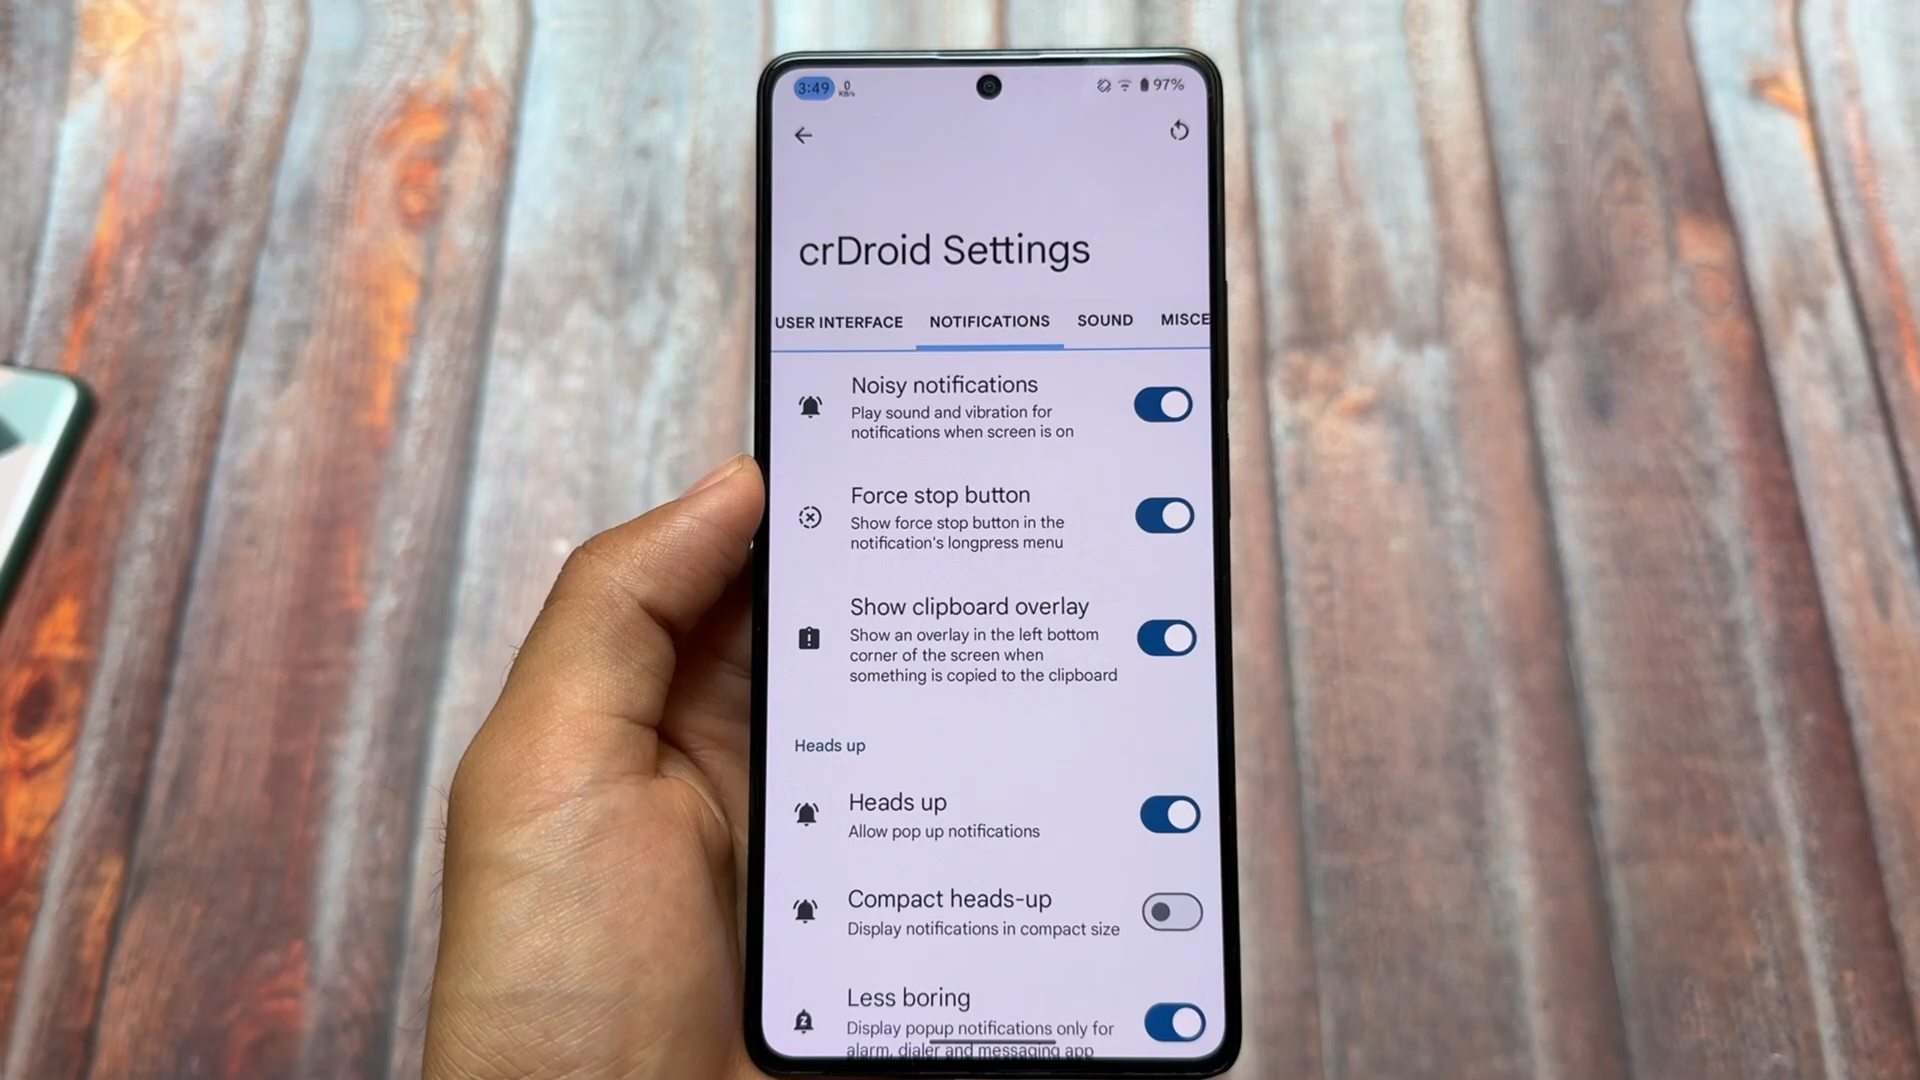 3:49 0 KB/s 97%
crDroid Settings
USER INTERFACE NOTIFICATIONS SOUND MISCE
Noisy notifications
Play sound and vibration for
notifications when screen is on
Force stop button
Show force stop button in the
notification's longpress menu
Show clipboard overlay
Show an overlay in the left bottom
corner of the screen when
something is copied to the clipboard
Heads up
Heads up
Allow pop up notifications
Compact heads-up
Display notifications in compact size
Less boring
Display popup notifications only for
alarm, dialer and messaging app